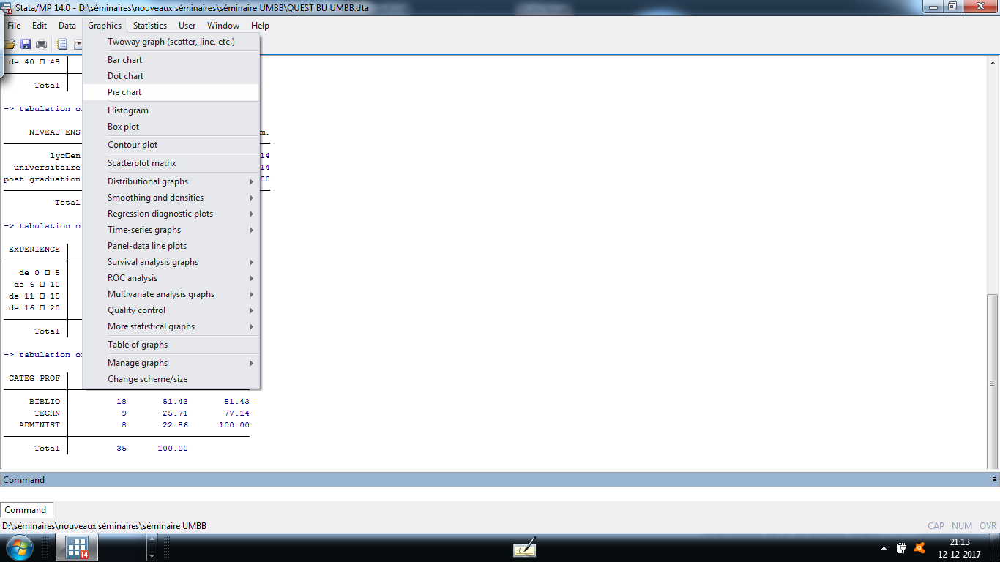 Stata/MP 14.0 - D:\séminaires\nouveaux séminaires\séminaire UMBB\QUEST BU UMBB.dta
File Edit Data Graphics Statistics User Window Help
Twoway graph (scatter, line, etc.)
Bar chart
Dot chart
Pie chart
Histogram
Box plot
Contour plot
Scatterplot matrix
Distributional graphs
Smoothing and densities
Regression diagnostic plots
Time-series graphs
Panel-data line plots
Survival analysis graphs
ROC analysis
Multivariate analysis graphs
Quality control
More statistical graphs
Table of graphs
Manage graphs
Change scheme/size
de 40 □ 49
Total
-> tabulation o
NIVEAU ENS m.
lyc□en 14
universitaire 14
post-graduation 00
Total
-> tabulation o
EXPERIENCE
de 0 □ 5
de 6 □ 10
de 11 □ 15
de 16 □ 20
Total
-> tabulation o
CATEG PROF
BIBLIO 18 51.43 51.43
TECHN 9 25.71 77.14
ADMINIST 8 22.86 100.00
Total 35 100.00
Command
Command
D:\séminaires\nouveaux séminaires\séminaire UMBB CAP NUM OVR
14
21:13
12-12-2017